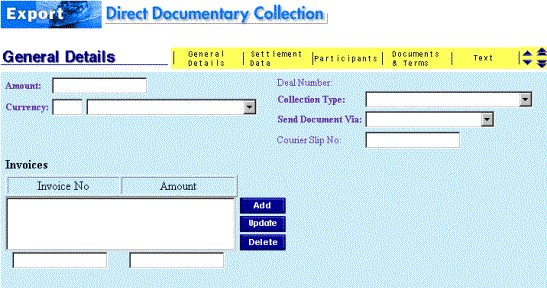 Export Direct Documentary Collection
General Details
General Details
Settlement Data
Participants
Documents & Terms
Text
Amount:
Currency:
Deal Number:
Collection Type:
Send Document Via:
Courier Slip No:
Invoices
Invoice No Amount
Add
Update
Delete